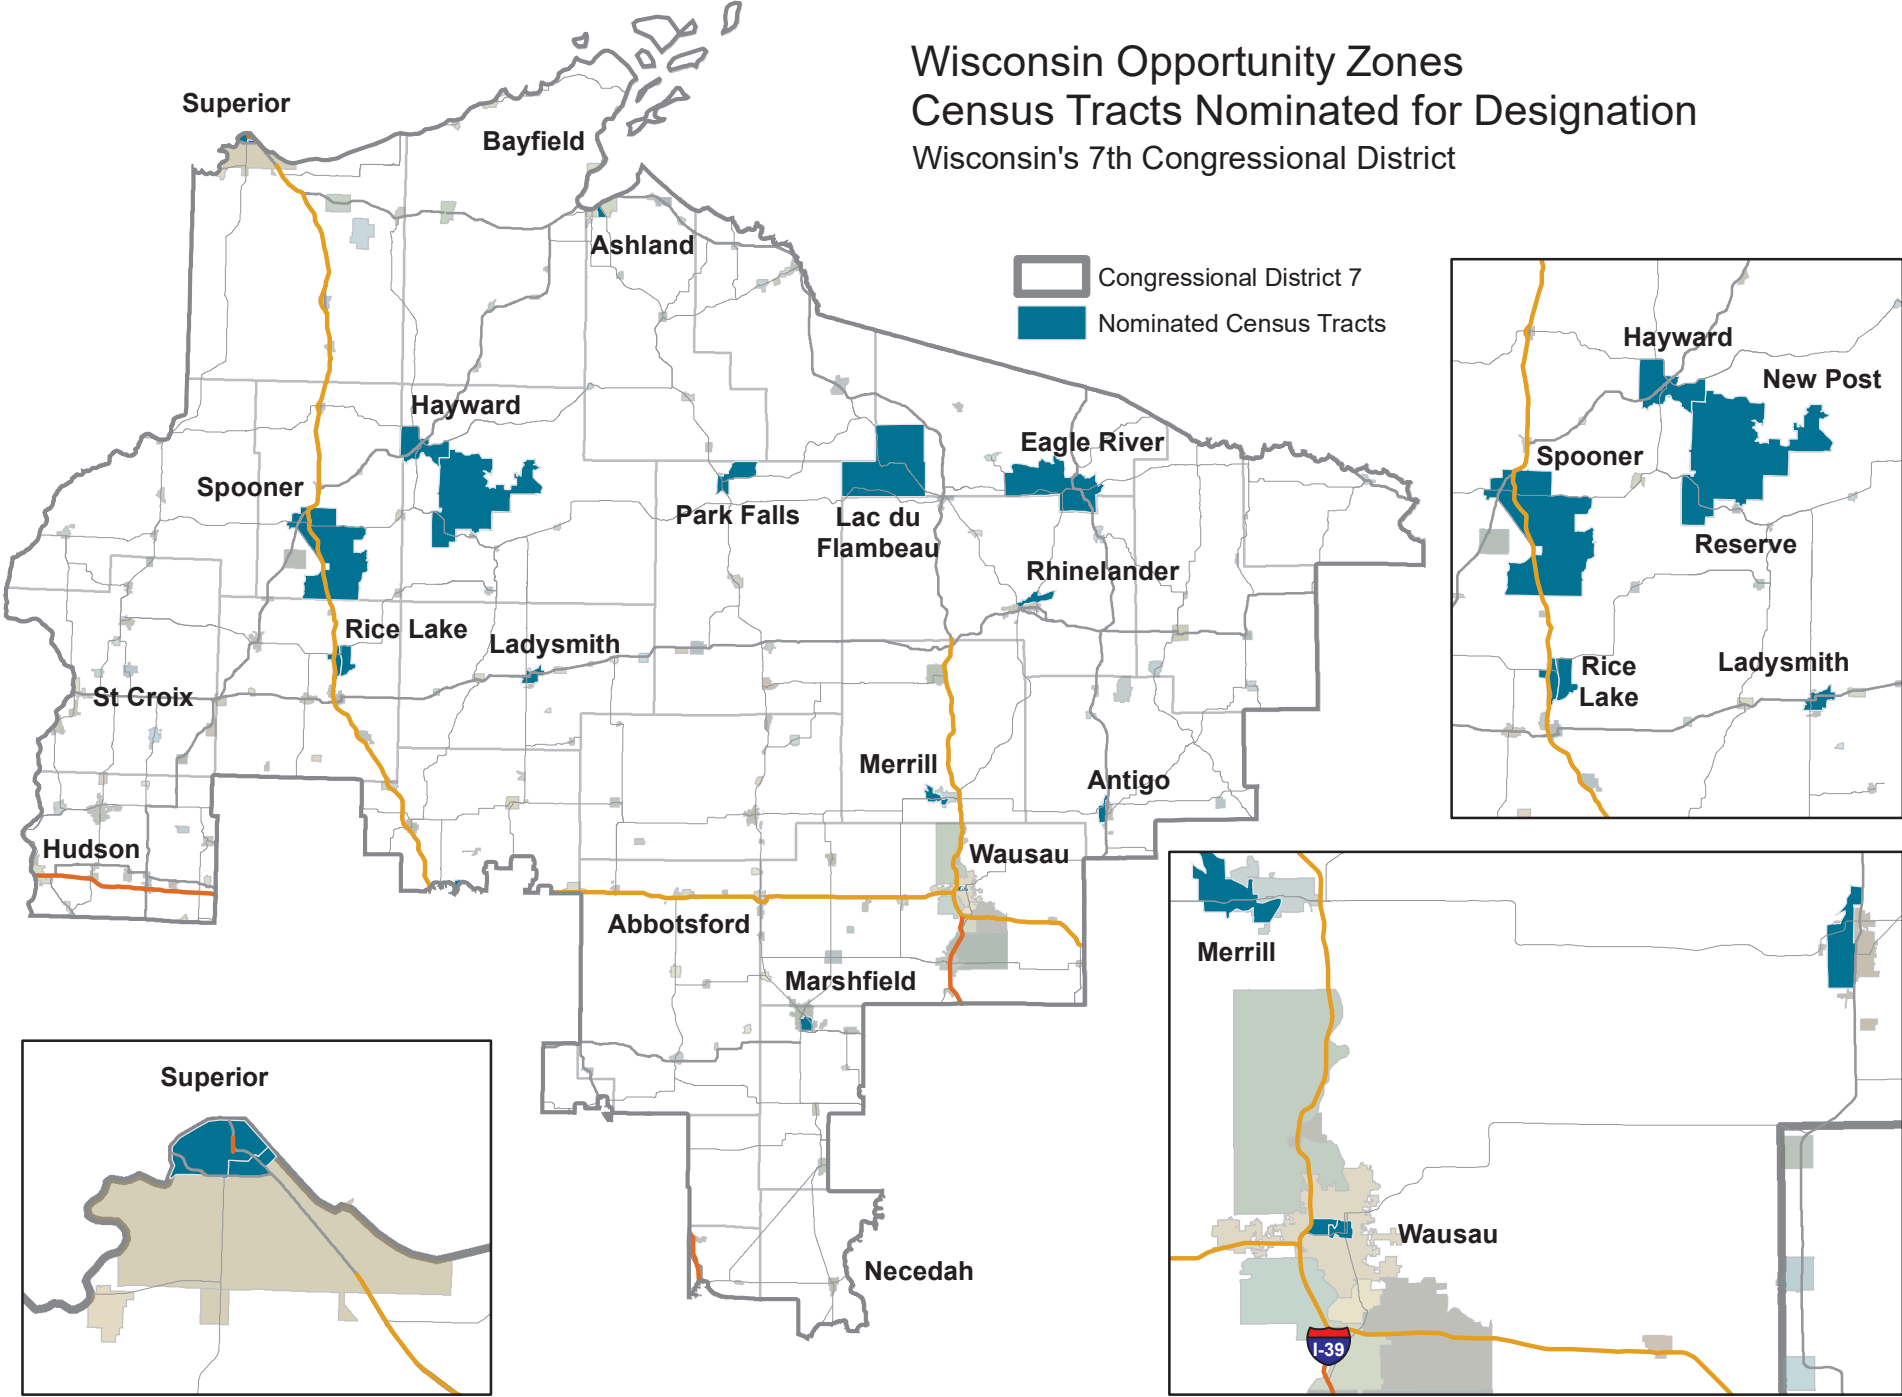 Wisconsin Opportunity Zones
Census Tracts Nominated for Designation
Wisconsin's 7th Congressional District
Congressional District 7
Nominated Census Tracts
Superior
Bayfield
Ashland
Hayward
Spooner
Park Falls
Lac du
Flambeau
Eagle River
Rhinelander
Rice Lake
Ladysmith
St Croix
Merrill
Antigo
Hudson
Wausau
Abbotsford
Marshfield
Necedah
Hayward
New Post
Spooner
Reserve
Rice
Lake
Ladysmith
Superior
Merrill
Wausau
I-39